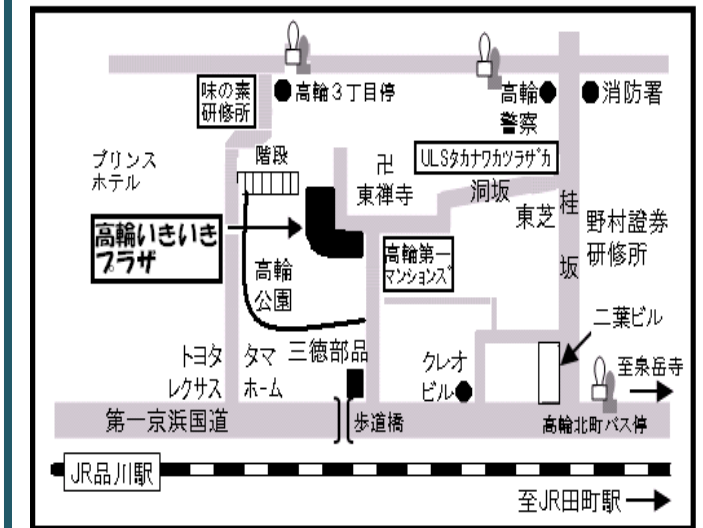 味の素
研修所
●高輪３丁目停
高輪●
警察
●消防署
プリンス
ホテル
階段
卍
東禅寺
ULSタカナワカツラザカ
洞坂
東芝
桂
坂
野村證券
研修所
高輪いきいき
プラザ
高輪
公園
高輪第一
マンションズ
二葉ビル
トヨタ
レクサス
タマ
ホーム
三徳部品
クレオ
ビル●
至泉岳寺
第一京浜国道
歩道橋
高輪北町バス停
JR品川駅
至JR田町駅